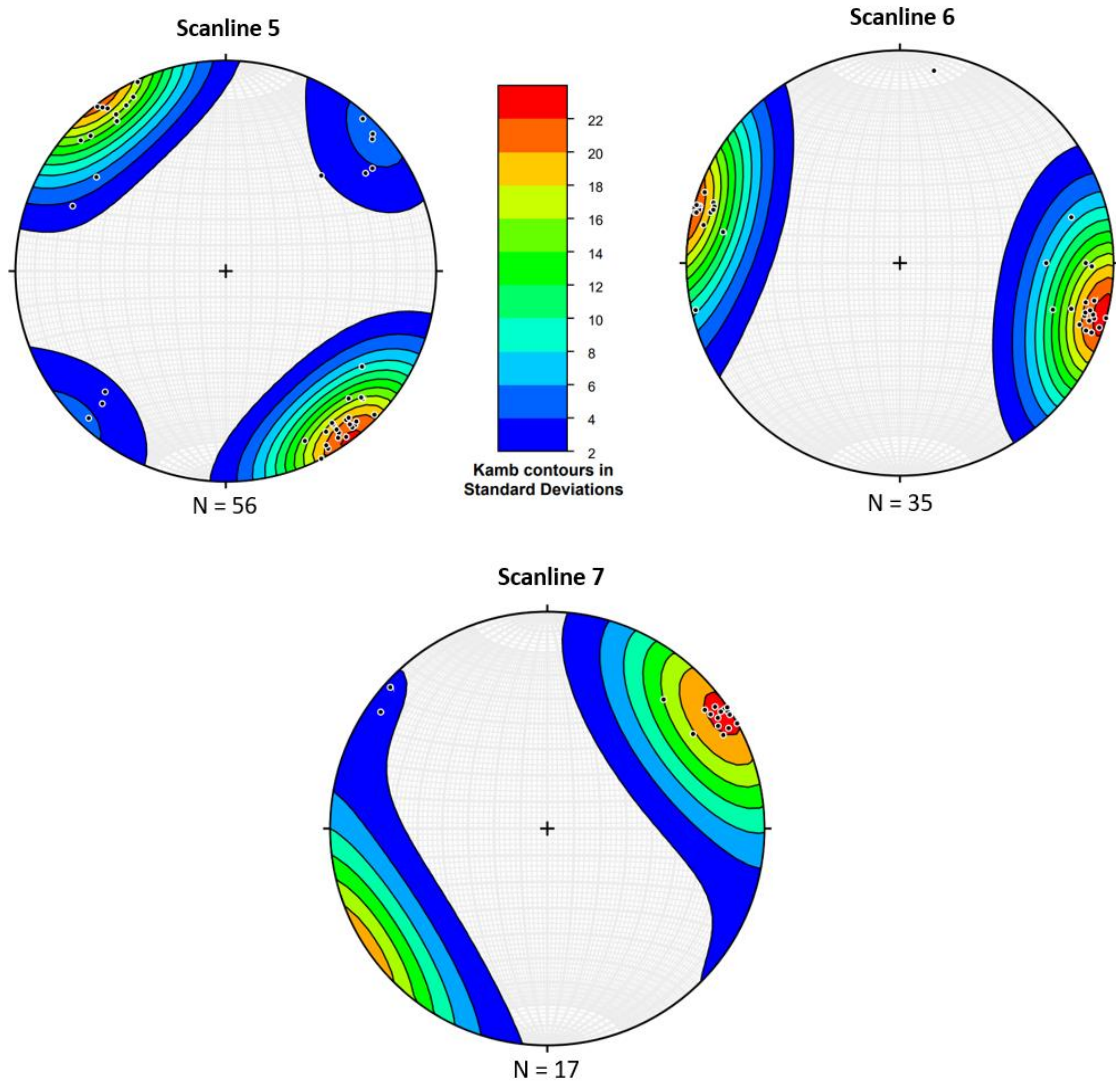 Scanline 5
Scanline 6
22
20
18
16
14
12
10
8
6
4
2
Kamb contours in
Standard Deviations
N = 56
N = 35
Scanline 7
N = 17